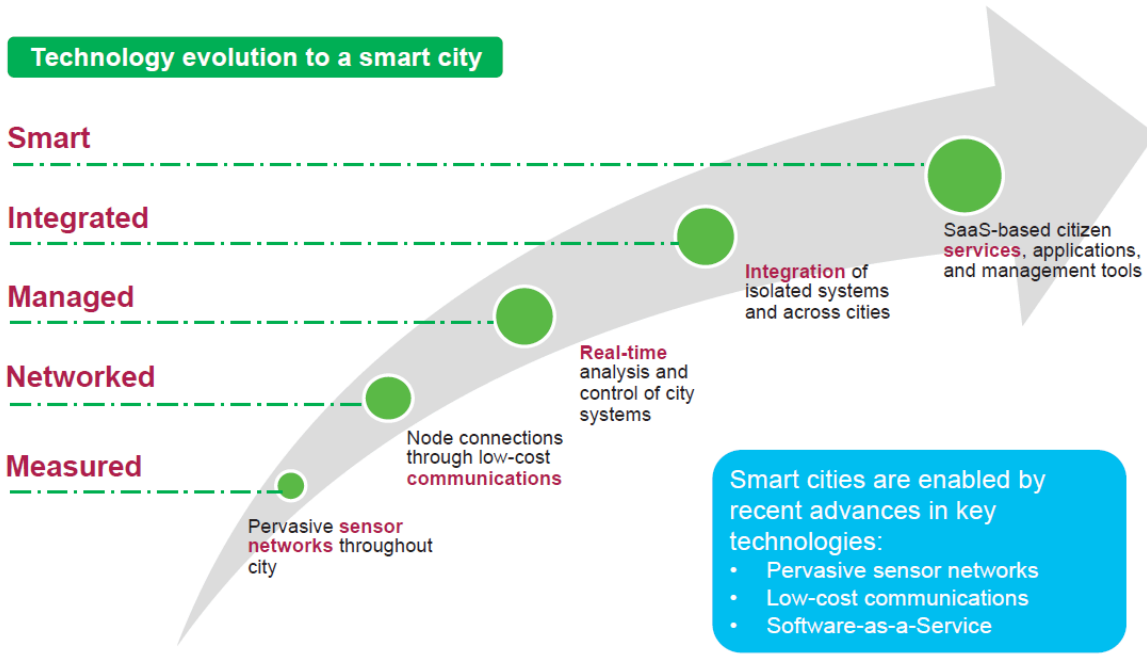 Technology evolution to a smart city
Smart
SaaS-based citizen
services, applications,
and management tools
Integrated
Integration of
isolated systems
and across cities
Managed
Real-time
analysis and
control of city
systems
Networked
Node connections
through low-cost
communications
Measured
Pervasive sensor
networks throughout
city
Smart cities are enabled by
recent advances in key
technologies:
• Pervasive sensor networks
• Low-cost communications
• Software-as-a-Service